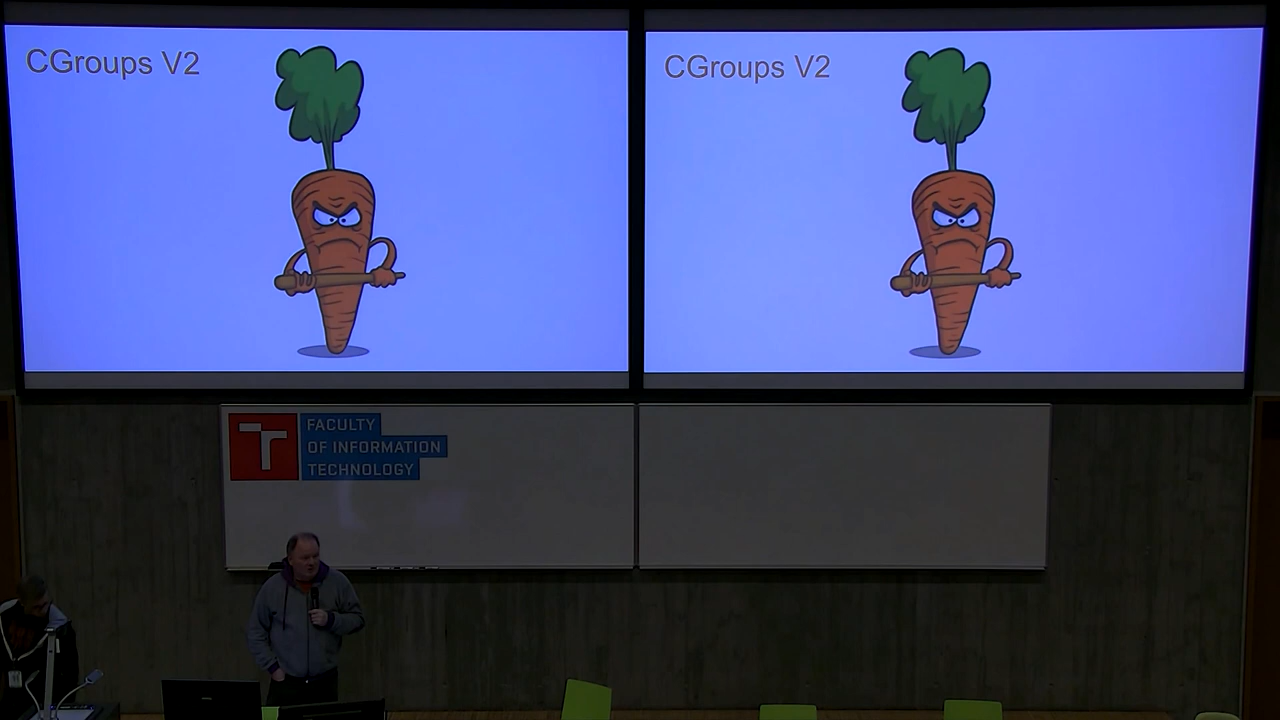 CGroups V2
CGroups V2
FACULTY
OF INFORMATION
TECHNOLOGY